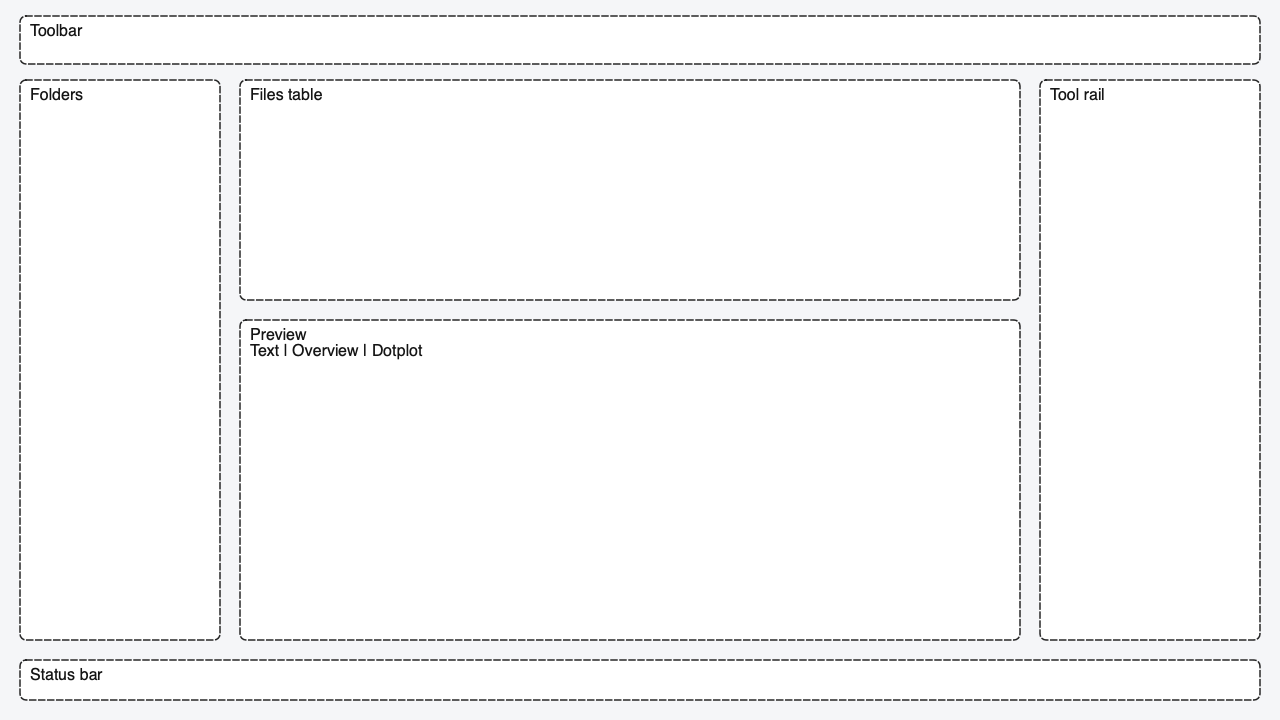 Toolbar
Folders
Files table
Tool rail
Preview
Text | Overview | Dotplot
Status bar